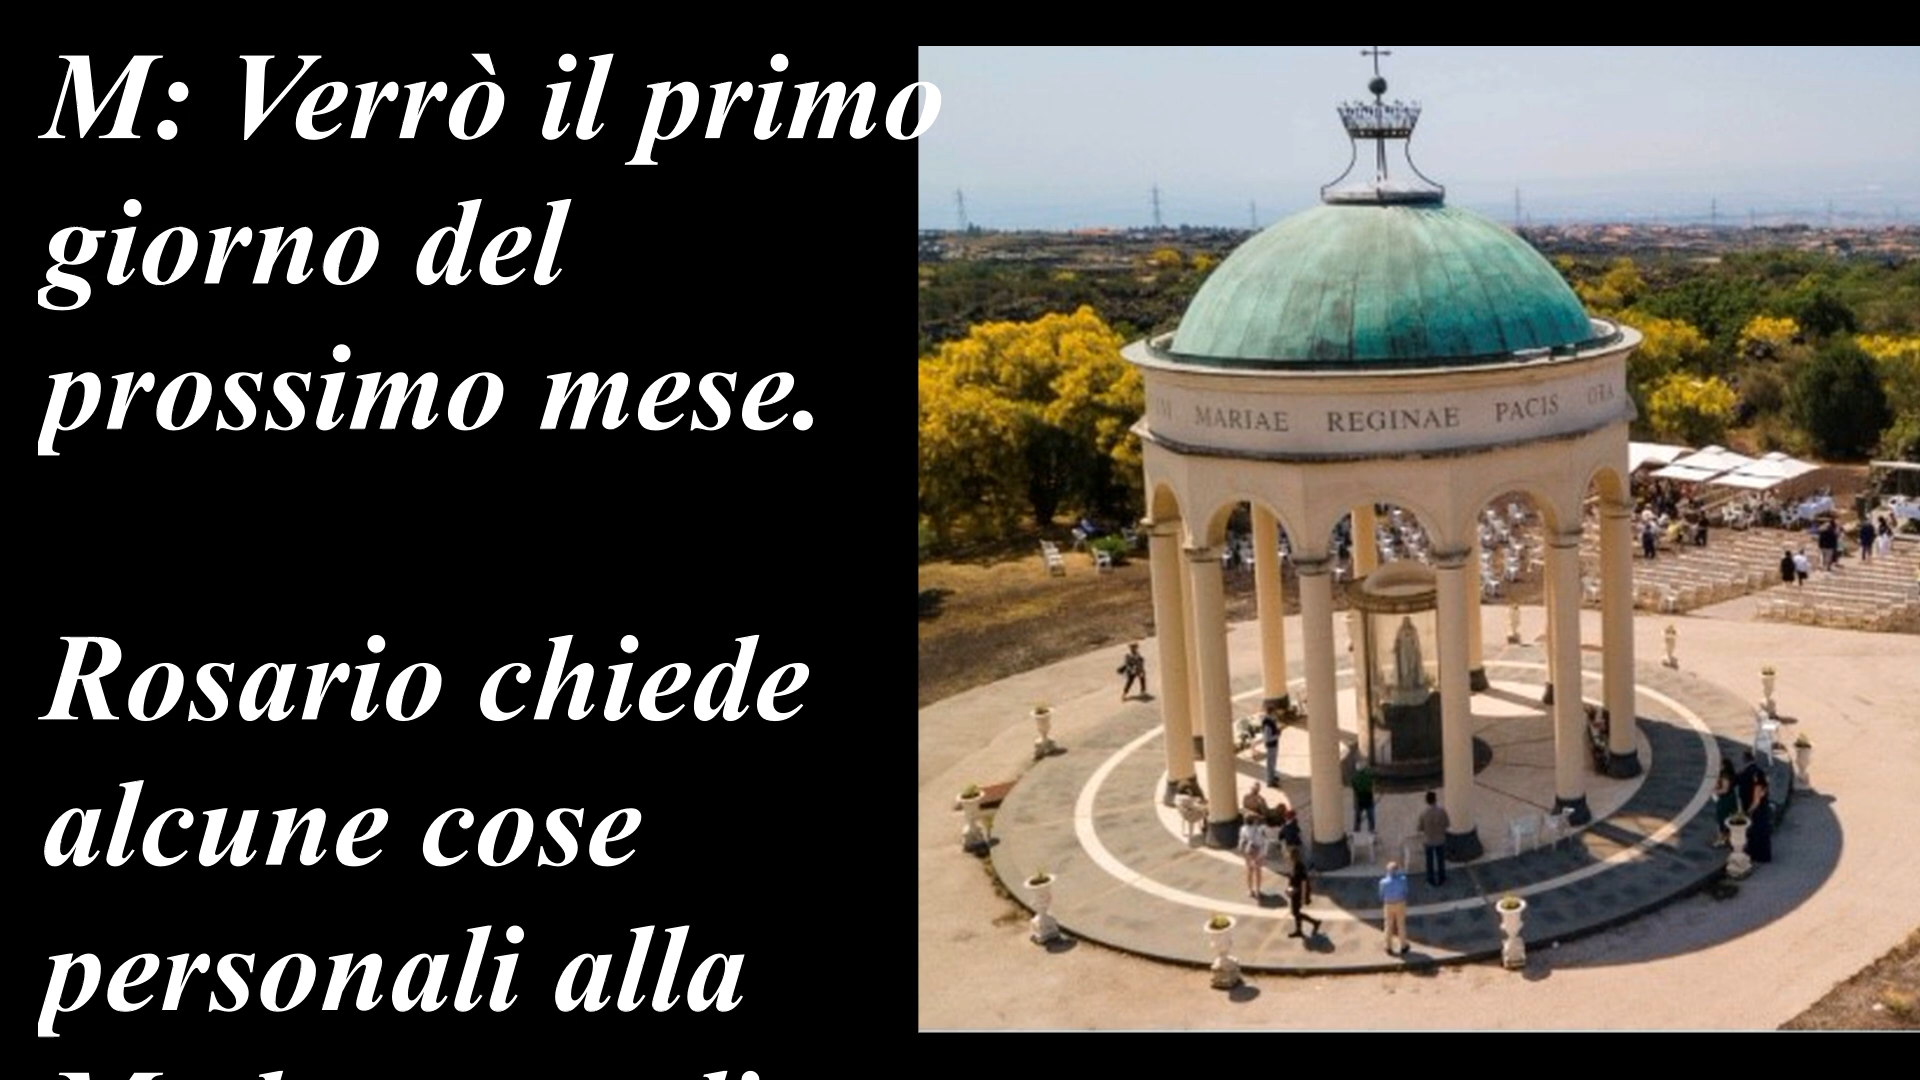 M: Verrò il primo
giorno del
prossimo mese.
Rosario chiede
alcune cose
personali alla
MARIAE REGINAE PACIS